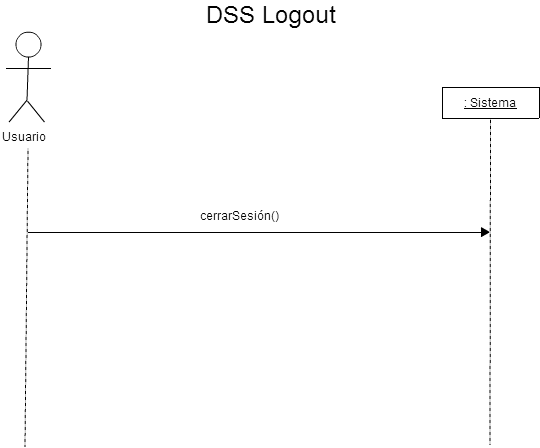 DSS Logout
: Sistema
Usuario
cerrarSesión()